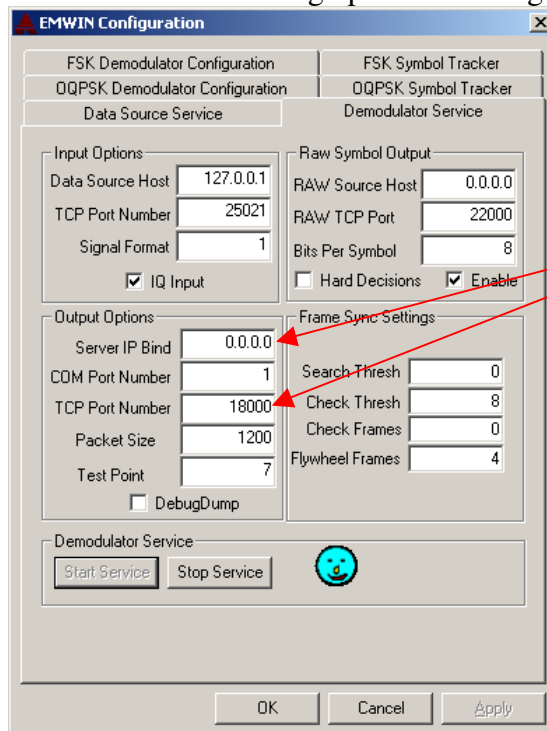 EMWIN Configuration
FSK Demodulator Configuration
FSK Symbol Tracker
OQPSK Demodulator Configuration
OQPSK Symbol Tracker
Data Source Service
Demodulator Service
Input Options
Data Source Host 127.0.0.1
TCP Port Number 25021
Signal Format 1
IQ Input
Raw Symbol Output
RAW Source Host 0.0.0.0
RAW TCP Port 22000
Bits Per Symbol 8
Hard Decisions Enable
Output Options
Server IP Bind 0.0.0.0
COM Port Number 1
TCP Port Number 18000
Packet Size 1200
Test Point 7
DebugDump
Frame Sync Settings
Search Thresh 0
Check Thresh 8
Check Frames 0
Flywheel Frames 4
Demodulator Service
Start Service Stop Service
OK Cancel Apply